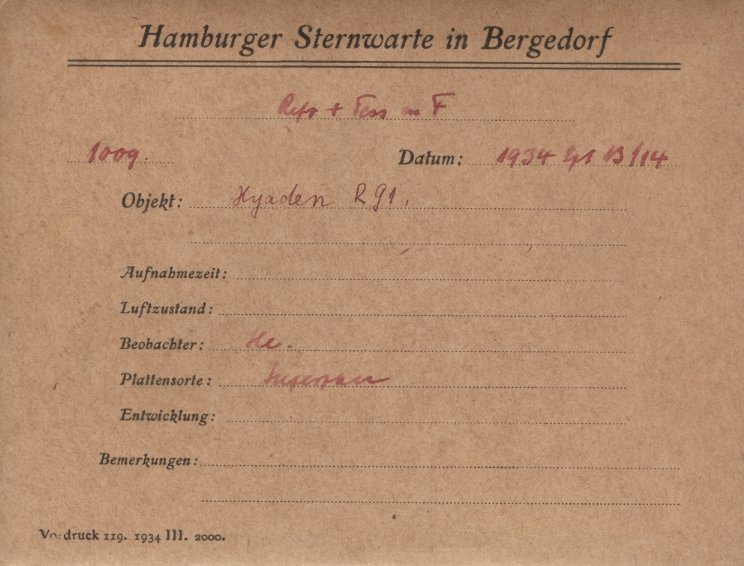 Hamburger Sternwarte in Bergedorf
+ F
1009. Datum: 1934 13/14
Objekt: Hyaden R 91,
Aufnahmezeit:
Luftzustand:
Beobachter: He.
Plattensorte:
Entwicklung:
Bemerkungen:
Vordruck 119. 1934 III. 2000.